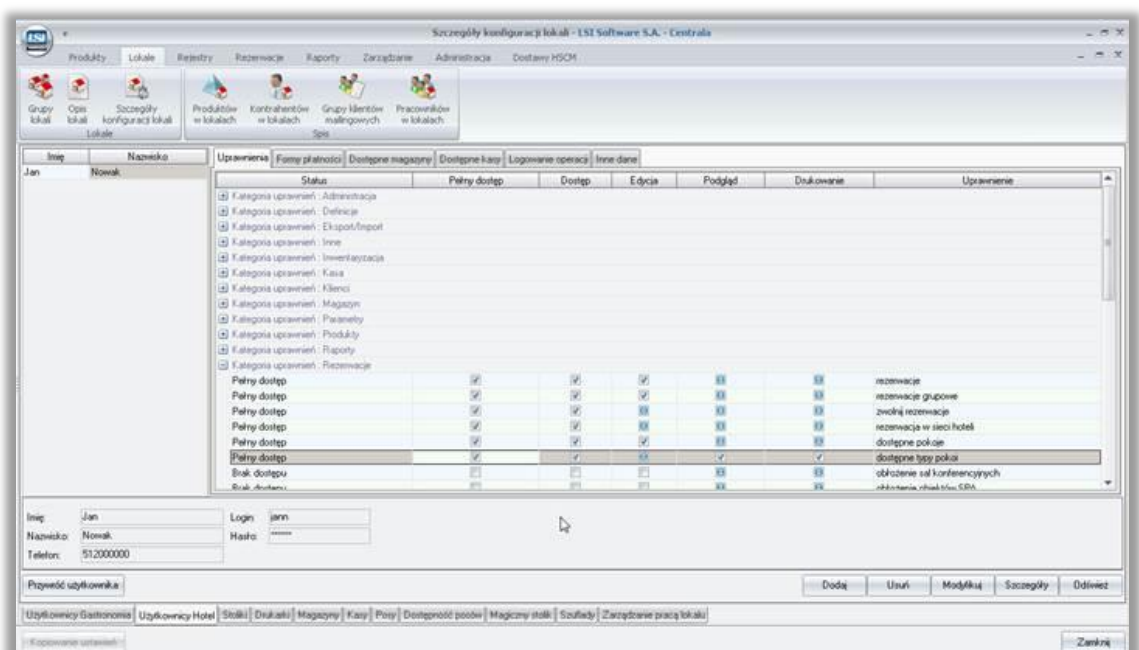 Szczegóły konfiguracji lokali - LSI Software S.A. - Centrala
LSI
Produkty Lokale Rejestry Rezerwacje Raporty Zarządzanie Administracja Dostawy HSCM
Grupy lokali Opis lokali Szczegóły konfiguracji lokali Produktów w lokalach Kontrahentów w lokalach Grupy klientów mailingowych Pracowników w lokalach
Lokale Spis
Imię Nazwisko
Jan Nowak
Uprawnienia Formy płatności Dostępne magazyny Dostępne kasy Logowanie operacji Inne dane
Status Pełny dostęp Dostęp Edycja Podgląd Drukowanie Uprawnienie
Kategoria uprawnień : Administracja
Kategoria uprawnień : Definicje
Kategoria uprawnień : Eksport/Import
Kategoria uprawnień : Inne
Kategoria uprawnień : Inwentaryzacja
Kategoria uprawnień : Kasa
Kategoria uprawnień : Klienci
Kategoria uprawnień : Magazyn
Kategoria uprawnień : Parametry
Kategoria uprawnień : Produkty
Kategoria uprawnień : Raporty
Kategoria uprawnień : Rezerwacje
Pełny dostęp rezerwacje
Pełny dostęp rezerwacje grupowe
Pełny dostęp zwolnij rezerwacje
Pełny dostęp rezerwacja w sieci hoteli
Pełny dostęp dostępne pokoje
Pełny dostęp dostępne typy pokoi
Brak dostępu obłożenie sal konferencyjnych
Brak dostępu obłożenie obiektów SPA
Imię: Jan Login: jann
Nazwisko: Nowak Hasło: ******
Telefon: 512000000
Przywróć użytkownika Dodaj Usuń Modyfikuj Szczegóły Odśwież
Użytkownicy Gastronomia Użytkownicy Hotel Stoliki Drukarki Magazyny Kasy Posy Dostępność posów Magiczny stolik Szuflady Zarządzanie pracą lokalu
Kopiowanie ustawień Zamknij